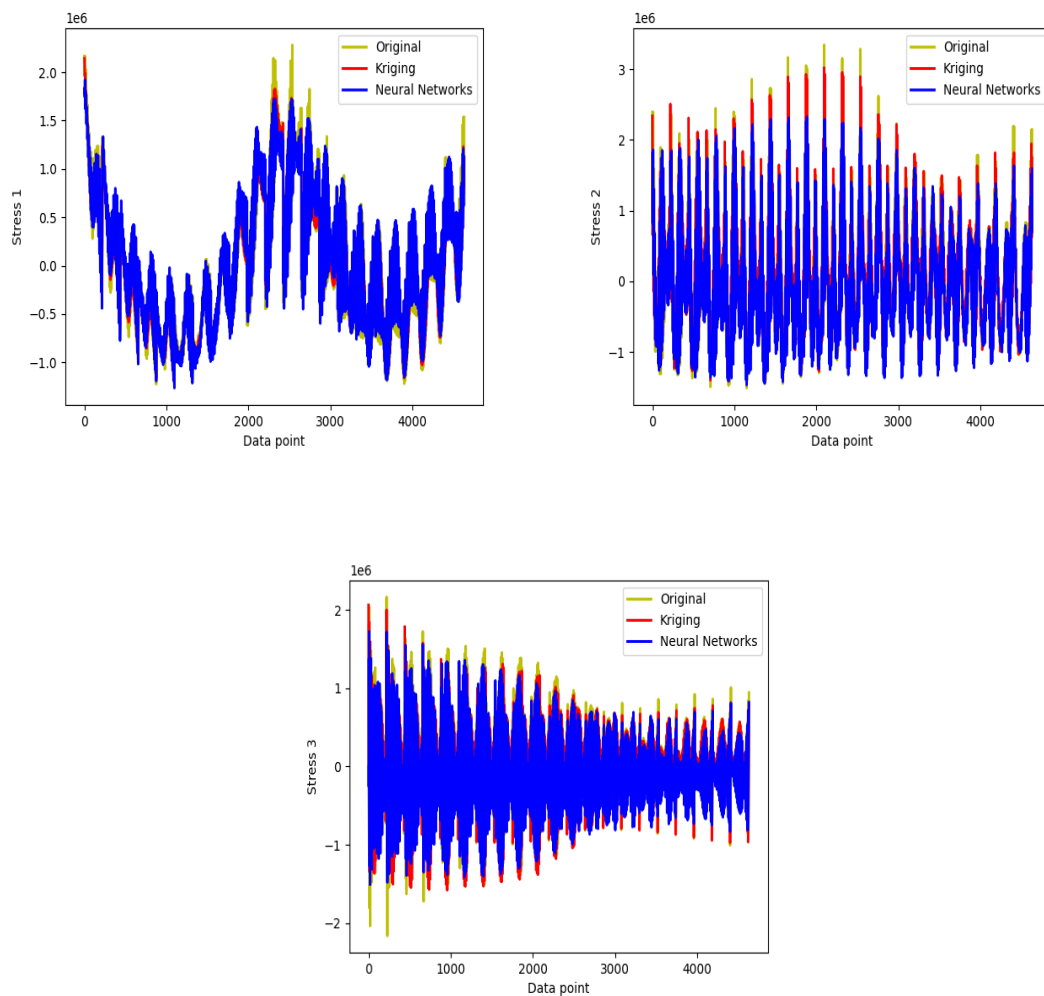 1e6
Original
Kriging
Neural Networks
2.0
1.5
1.0
0.5
0.0
−0.5
−1.0
Stress 1
0 1000 2000 3000 4000
Data point
1e6
Original
Kriging
Neural Networks
3
2
1
0
−1
Stress 2
0 1000 2000 3000 4000
Data point
1e6
Original
Kriging
Neural Networks
2
1
0
−1
−2
Stress 3
0 1000 2000 3000 4000
Data point